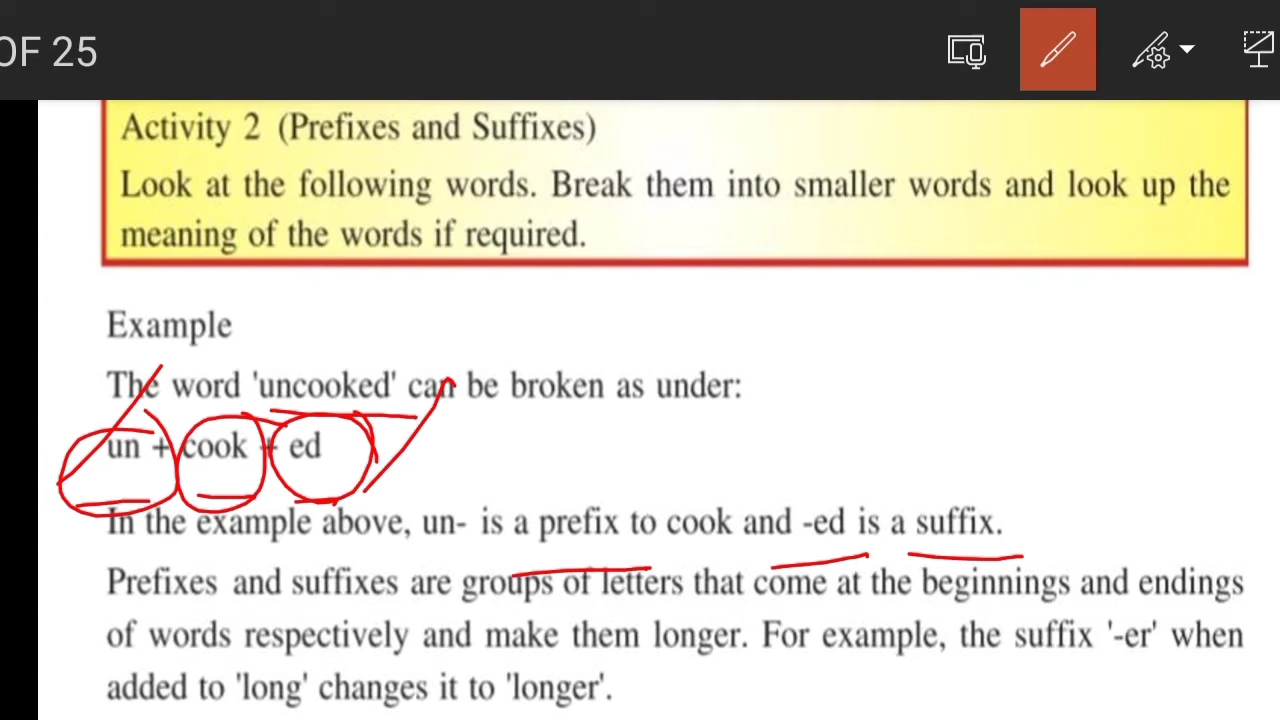 OF 25
Activity 2 (Prefixes and Suffixes)
Look at the following words. Break them into smaller words and look up the
meaning of the words if required.
Example
The word 'uncooked' can be broken as under:
un + cook + ed
In the example above, un- is a prefix to cook and -ed is a suffix.
Prefixes and suffixes are groups of letters that come at the beginnings and endings
of words respectively and make them longer. For example, the suffix '-er' when
added to 'long' changes it to 'longer'.